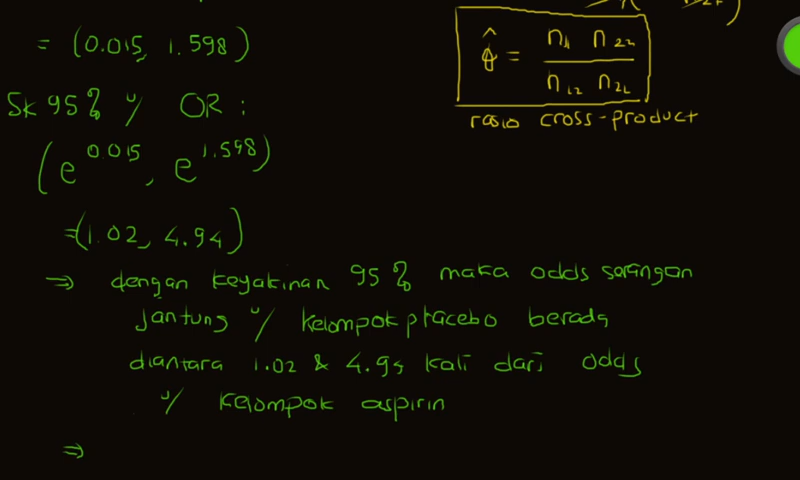 = (0.015, 1.598)
SK 95% u/ OR :
(e^0.015, e^1.598)
=(1.02, 4.94)
⇒ dengan keyakinan 95% maka odds serangan
jantung u/ kelompok placebo berada
diantara 1.02 & 4.94 kali dari odds
u/ kelompok aspirin
⇒
θ̂ = n₁₁ n₂₂ / n₁₂ n₂₁
rasio cross-product